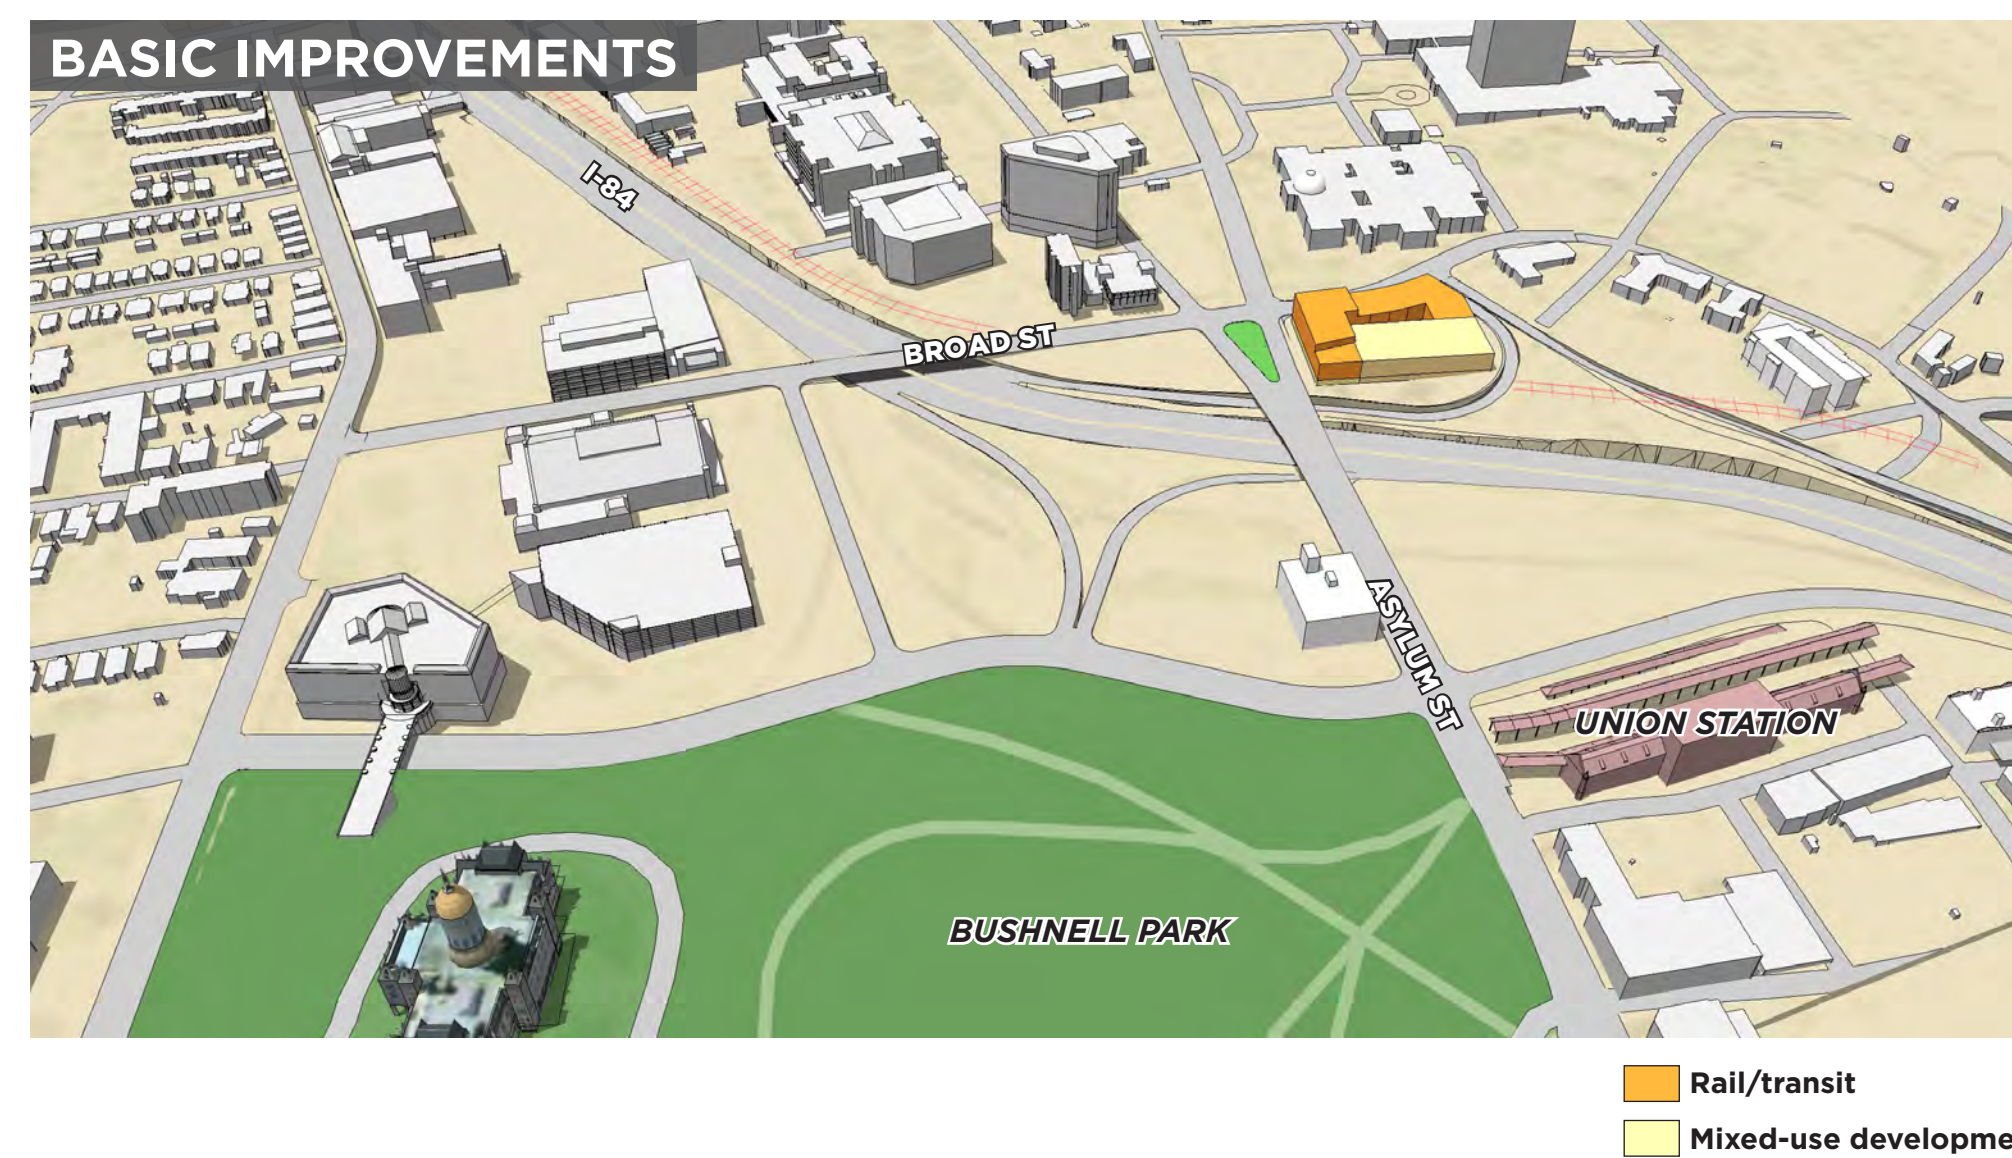 BASIC IMPROVEMENTS
I-84
BROAD ST
ASYLUM ST
UNION STATION
BUSHNELL PARK
Rail/transit
Mixed-use developme